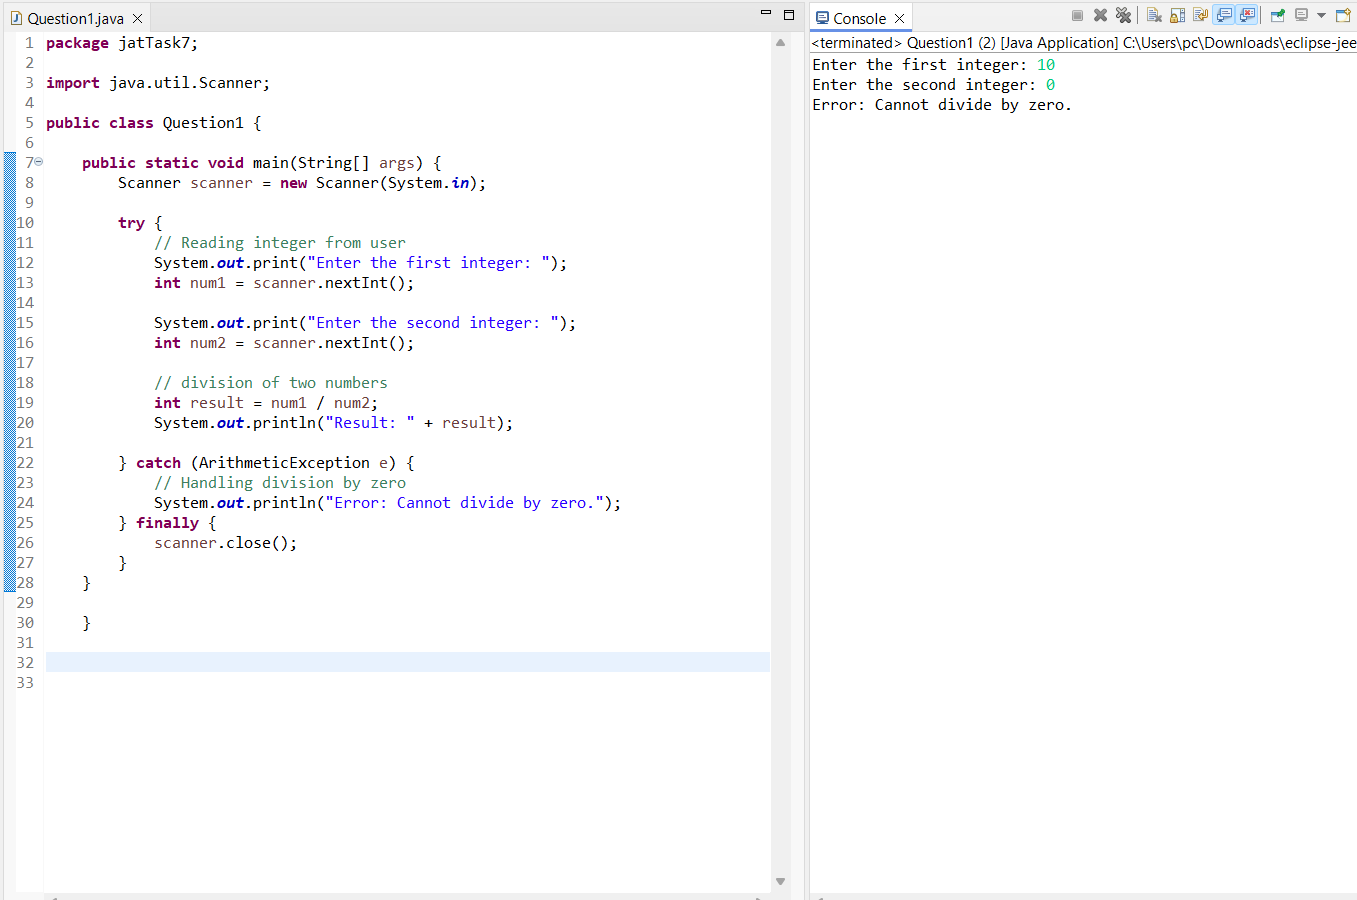 Question1.java
1 package jatTask7;
2
3 import java.util.Scanner;
4
5 public class Question1 {
6
7 public static void main(String[] args) {
8 Scanner scanner = new Scanner(System.in);
9
10 try {
11 // Reading integer from user
12 System.out.print("Enter the first integer: ");
13 int num1 = scanner.nextInt();
14
15 System.out.print("Enter the second integer: ");
16 int num2 = scanner.nextInt();
17
18 // division of two numbers
19 int result = num1 / num2;
20 System.out.println("Result: " + result);
21
22 } catch (ArithmeticException e) {
23 // Handling division by zero
24 System.out.println("Error: Cannot divide by zero.");
25 } finally {
26 scanner.close();
27 }
28 }
29
30 }
31
32
33
Console
<terminated> Question1 (2) [Java Application] C:\Users\pc\Downloads\eclipse-jee
Enter the first integer: 10
Enter the second integer: 0
Error: Cannot divide by zero.